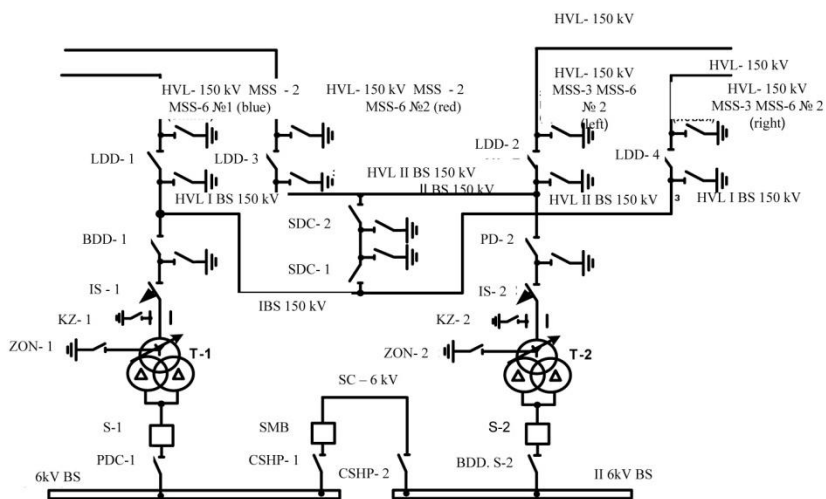 HVL- 150 kV
HVL- 150 kV
HVL- 150 kV MSS - 2
MSS-6 №1 (blue)
HVL- 150 kV MSS - 2
MSS-6 №2 (red)
HVL- 150 kV
MSS-3 MSS-6
№ 2
(left)
HVL- 150 kV
MSS-3 MSS-6 № 2
(right)
LDD- 1
LDD- 3
LDD- 2
LDD- 4
HVL II BS 150 kV
II BS 150 kV
HVL I BS 150 kV
HVL II BS 150 kV
3
HVL I BS 150 kV
SDC- 2
BDD- 1
PD- 2
SDC- 1
IS - 1
IBS 150 kV
IS- 2
KZ- 1
KZ- 2
ZON- 1
T-1
ZON- 2
T-2
Δ Δ
Δ Δ
SC – 6 kV
S-1
SMB
S-2
PDC-1
CSHP- 1
CSHP- 2
BDD. S-2
6kV BS
II 6kV BS